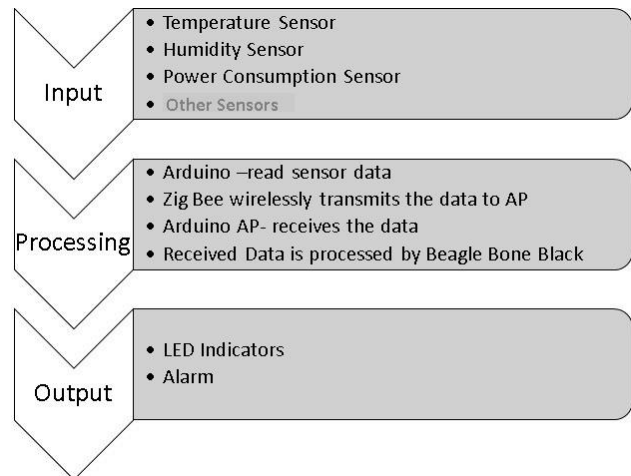 Input
• Temperature Sensor
• Humidity Sensor
• Power Consumption Sensor
• Other Sensors
Processing
• Arduino –read sensor data
• Zig Bee wirelessly transmits the data to AP
• Arduino AP- receives the data
• Received Data is processed by Beagle Bone Black
Output
• LED Indicators
• Alarm